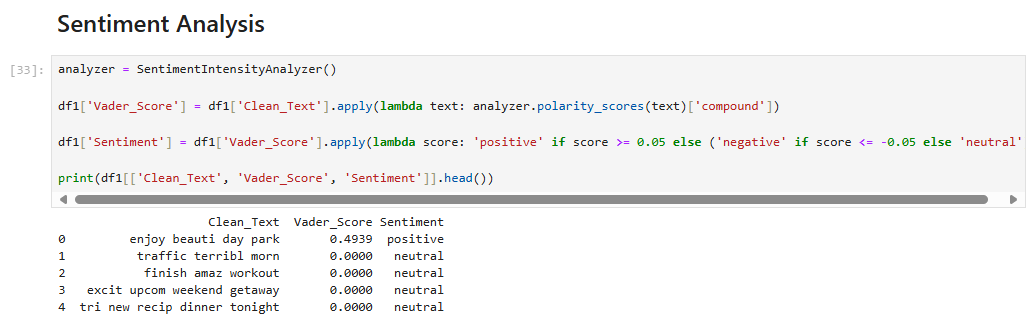 Sentiment Analysis
[33]:
analyzer = SentimentIntensityAnalyzer()
df1['Vader_Score'] = df1['Clean_Text'].apply(lambda text: analyzer.polarity_scores(text)['compound'])
df1['Sentiment'] = df1['Vader_Score'].apply(lambda score: 'positive' if score >= 0.05 else ('negative' if score <= -0.05 else 'neutral'
print(df1[['Clean_Text', 'Vader_Score', 'Sentiment']].head())
Clean_Text Vader_Score Sentiment
0 enjoy beauti day park 0.4939 positive
1 traffic terribl morn 0.0000 neutral
2 finish amaz workout 0.0000 neutral
3 excit upcom weekend getaway 0.0000 neutral
4 tri new recip dinner tonight 0.0000 neutral